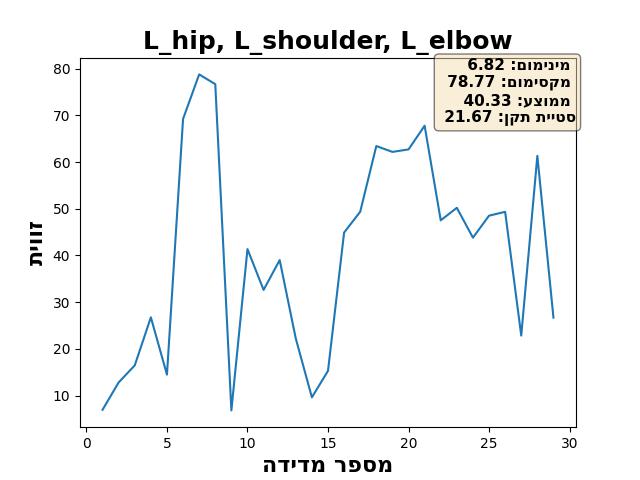 L_hip, L_shoulder, L_elbow
מינימום: 6.82
מקסימום: 78.77
ממוצע: 40.33
סטיית תקן: 21.67
80
70
60
50
40
30
20
10
זווית
0 5 10 15 20 25 30
מספר מדידה